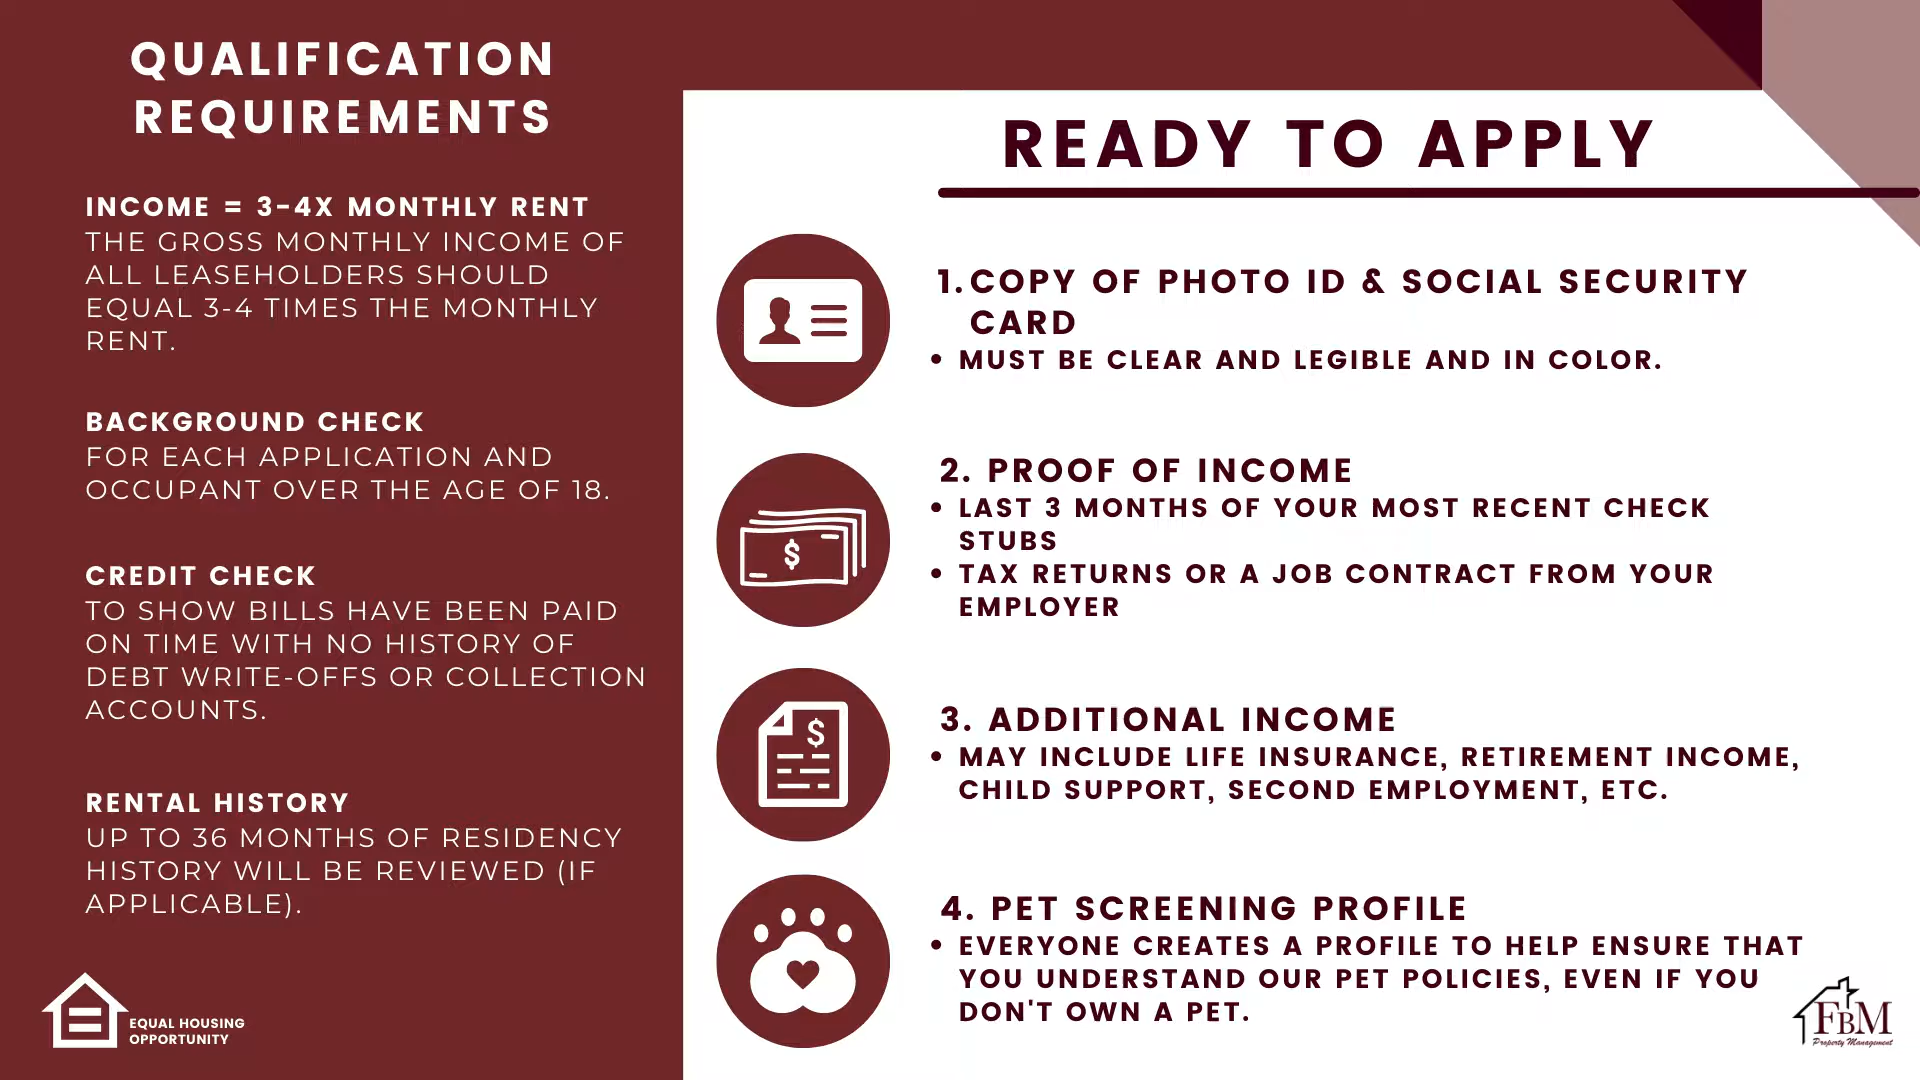 QUALIFICATION
REQUIREMENTS
INCOME = 3-4X MONTHLY RENT
THE GROSS MONTHLY INCOME OF
ALL LEASEHOLDERS SHOULD
EQUAL 3-4 TIMES THE MONTHLY
RENT.
BACKGROUND CHECK
FOR EACH APPLICATION AND
OCCUPANT OVER THE AGE OF 18.
CREDIT CHECK
TO SHOW BILLS HAVE BEEN PAID
ON TIME WITH NO HISTORY OF
DEBT WRITE-OFFS OR COLLECTION
ACCOUNTS.
RENTAL HISTORY
UP TO 36 MONTHS OF RESIDENCY
HISTORY WILL BE REVIEWED (IF
APPLICABLE).
EQUAL HOUSING
OPPORTUNITY
READY TO APPLY
1. COPY OF PHOTO ID & SOCIAL SECURITY
CARD
• MUST BE CLEAR AND LEGIBLE AND IN COLOR.
2. PROOF OF INCOME
• LAST 3 MONTHS OF YOUR MOST RECENT CHECK
STUBS
• TAX RETURNS OR A JOB CONTRACT FROM YOUR
EMPLOYER
$
3. ADDITIONAL INCOME
• MAY INCLUDE LIFE INSURANCE, RETIREMENT INCOME,
CHILD SUPPORT, SECOND EMPLOYMENT, ETC.
$
4. PET SCREENING PROFILE
• EVERYONE CREATES A PROFILE TO HELP ENSURE THAT
YOU UNDERSTAND OUR PET POLICIES, EVEN IF YOU
DON'T OWN A PET.
FBM
Property Management